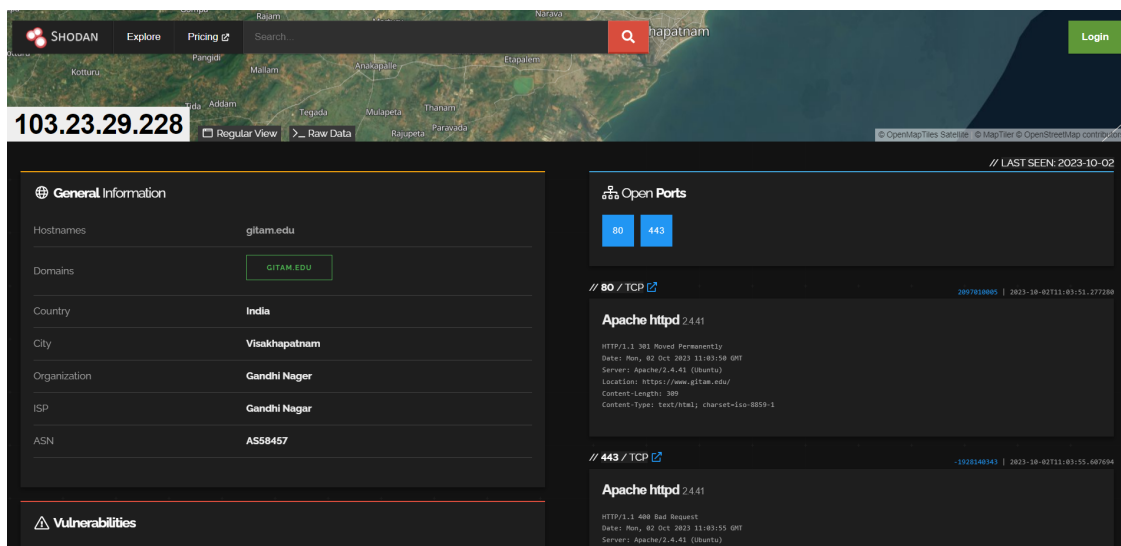 Rajam
Narava
SHODAN Explore Pricing Search... hapatnam Login
Pangidi
Kotturu Mallam Anakapalle Etapalem
Tida Addam
Tegada Mulapeta Thanam
Rajupeta Paravada
103.23.29.228 Regular View >_ Raw Data
© OpenMapTiles Satellite © MapTiler © OpenStreetMap contributors
// LAST SEEN: 2023-10-02
General Information
Hostnames gitam.edu
Domains GITAM.EDU
Country India
City Visakhapatnam
Organization Gandhi Nager
ISP Gandhi Nagar
ASN AS58457
Vulnerabilities
Open Ports
80 443
// 80 / TCP
2097010005 | 2023-10-02T11:03:51.277280
Apache httpd 2.4.41
HTTP/1.1 301 Moved Permanently
Date: Mon, 02 Oct 2023 11:03:50 GMT
Server: Apache/2.4.41 (Ubuntu)
Location: https://www.gitam.edu/
Content-Length: 309
Content-Type: text/html; charset=iso-8859-1
// 443 / TCP
-1928140343 | 2023-10-02T11:03:55.607694
Apache httpd 2.4.41
HTTP/1.1 400 Bad Request
Date: Mon, 02 Oct 2023 11:03:55 GMT
Server: Apache/2.4.41 (Ubuntu)